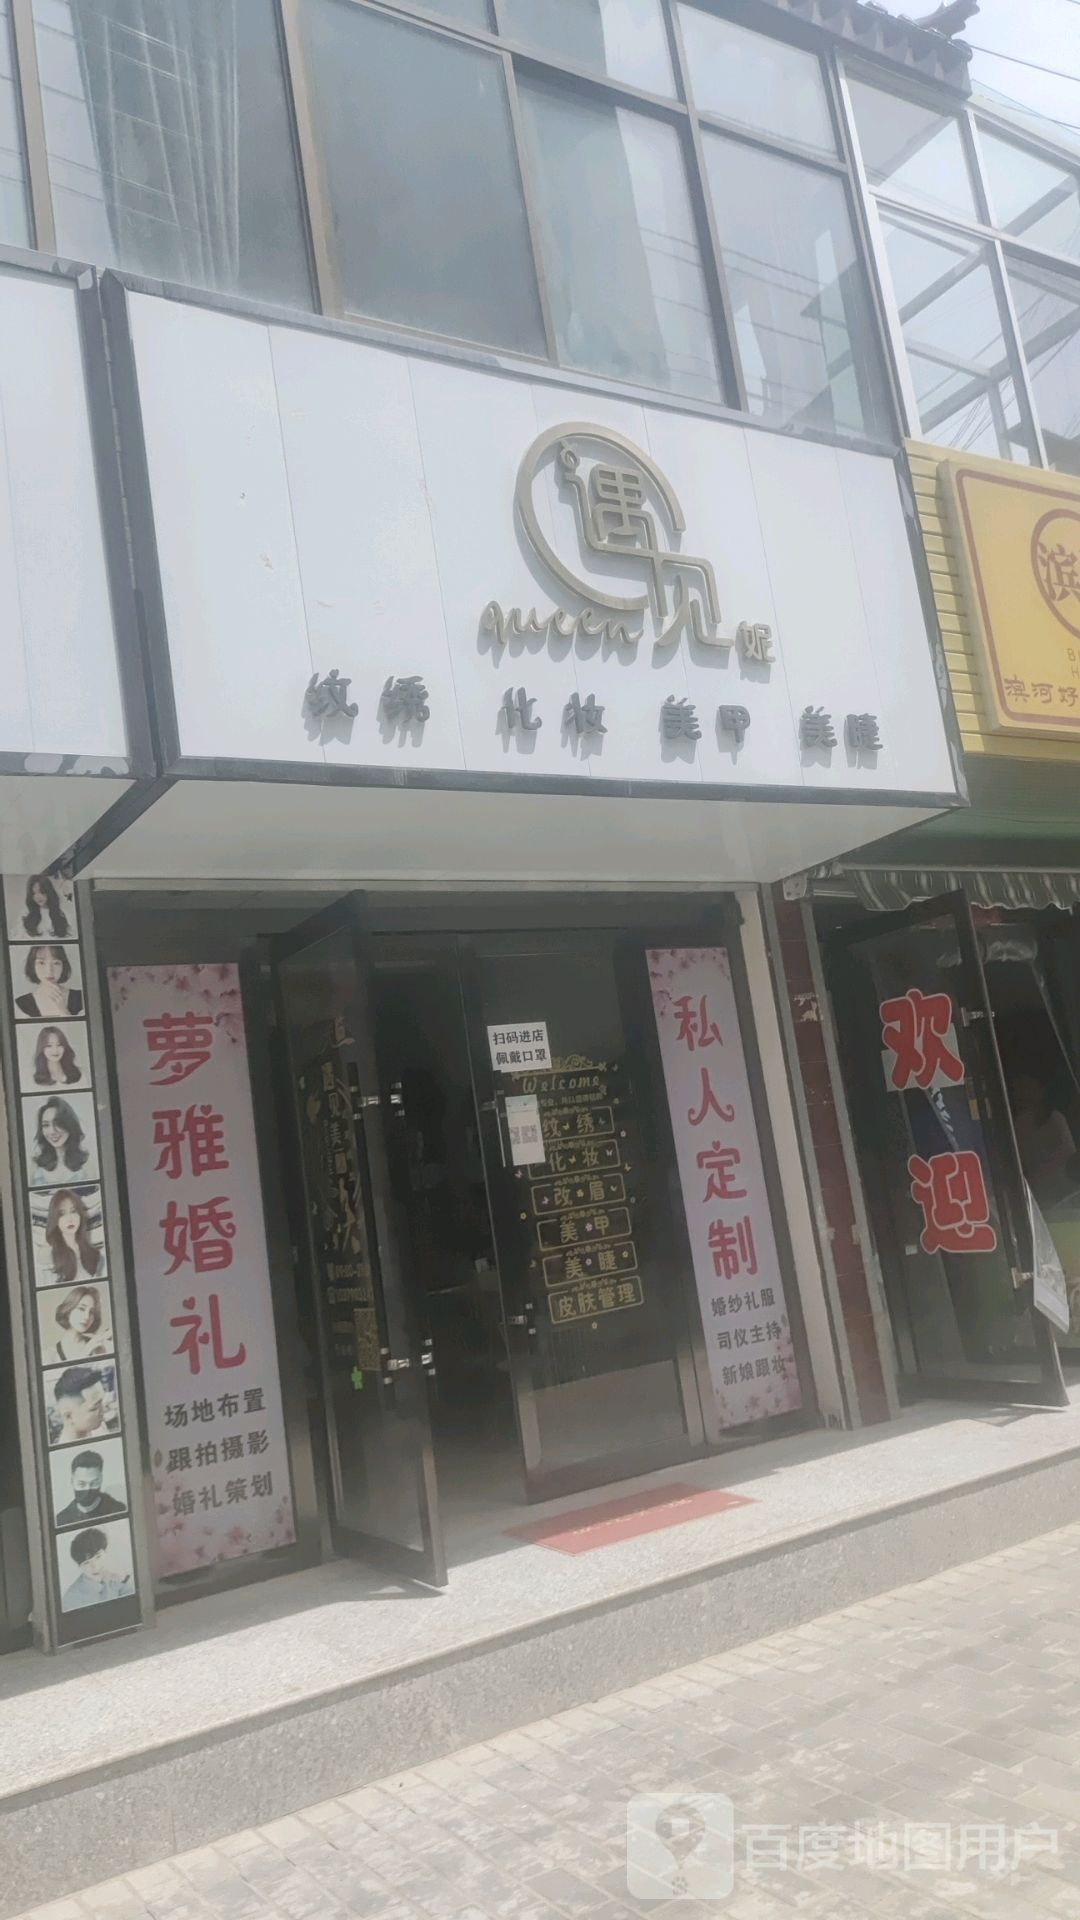 遇见
queen
妮
纹绣 化妆 美甲 美睫
滨
滨河好
萝雅婚礼
场地布置
跟拍摄影
婚礼策划
扫码进店
佩戴口罩
Welcome
纹绣
化妆
改眉
美甲
美睫
皮肤管理
私人定制
婚纱礼服
司仪主持
新娘跟妆
欢迎
百度地图用户